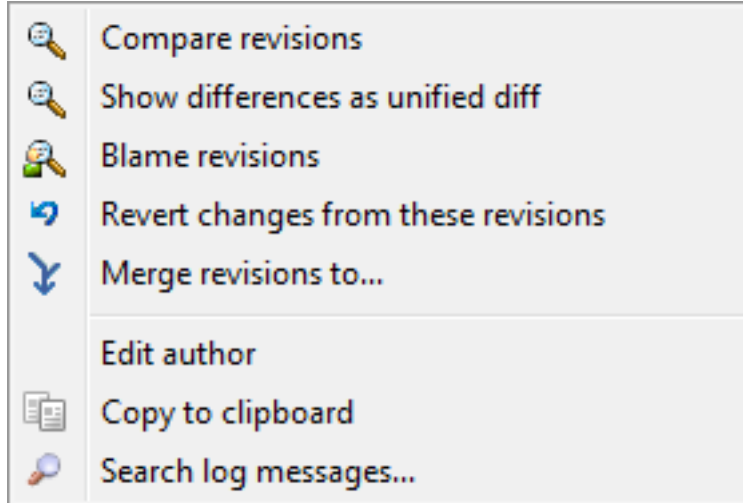 Compare revisions
Show differences as unified diff
Blame revisions
Revert changes from these revisions
Merge revisions to...
Edit author
Copy to clipboard
Search log messages...